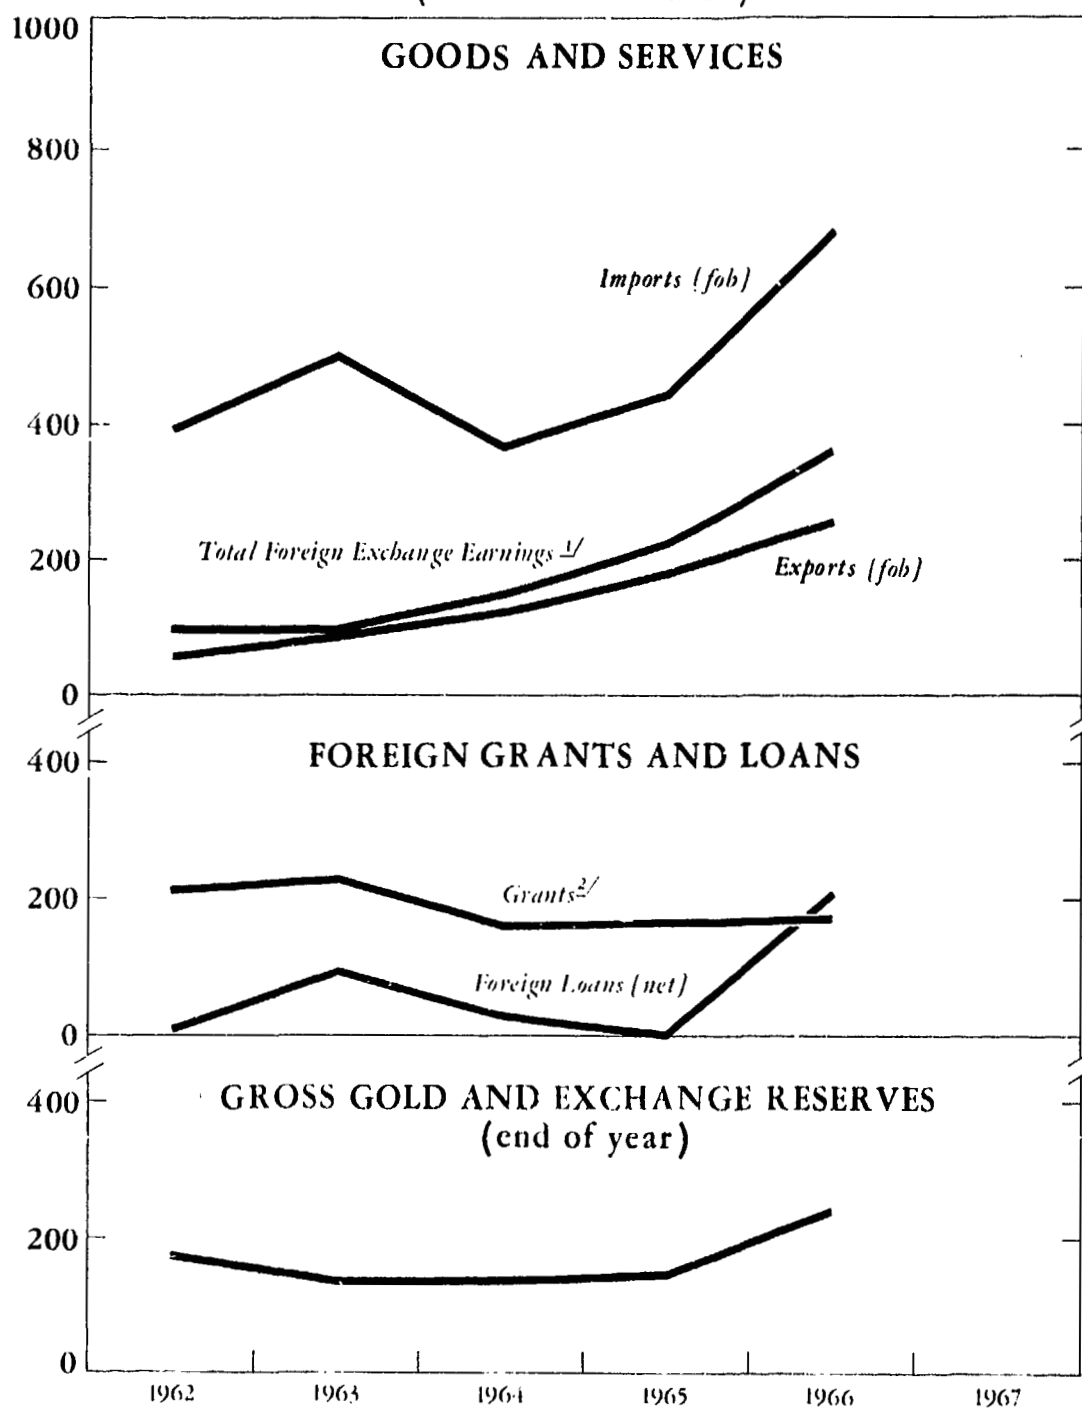 1000
GOODS AND SERVICES
800
Imports (fob)
600
400
Total Foreign Exchange Earnings 1/
200
Exports (fob)
0
FOREIGN GRANTS AND LOANS
400
Grants 2/
200
Foreign Loans (net)
0
GROSS GOLD AND EXCHANGE RESERVES
400
(end of year)
200
0
1962 1963 1964 1965 1966 1967